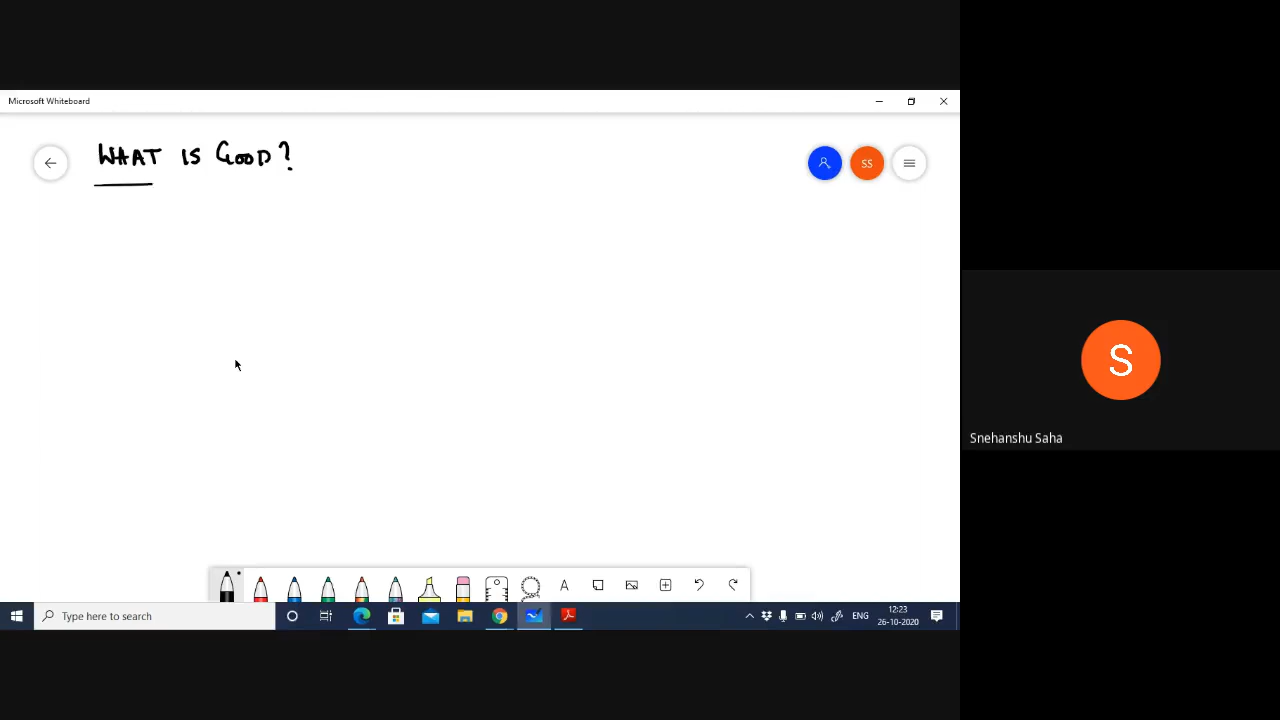 Microsoft Whiteboard
WHAT IS GOOD?
SS
S
Snehanshu Saha
A
Type here to search
ENG
12:23
26-10-2020